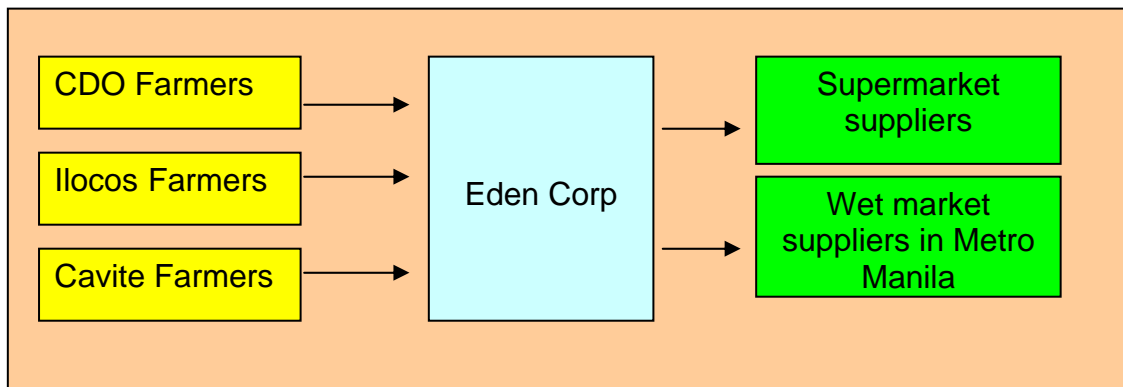 CDO Farmers
Ilocos Farmers
Cavite Farmers
Eden Corp
Supermarket
suppliers
Wet market
suppliers in Metro
Manila